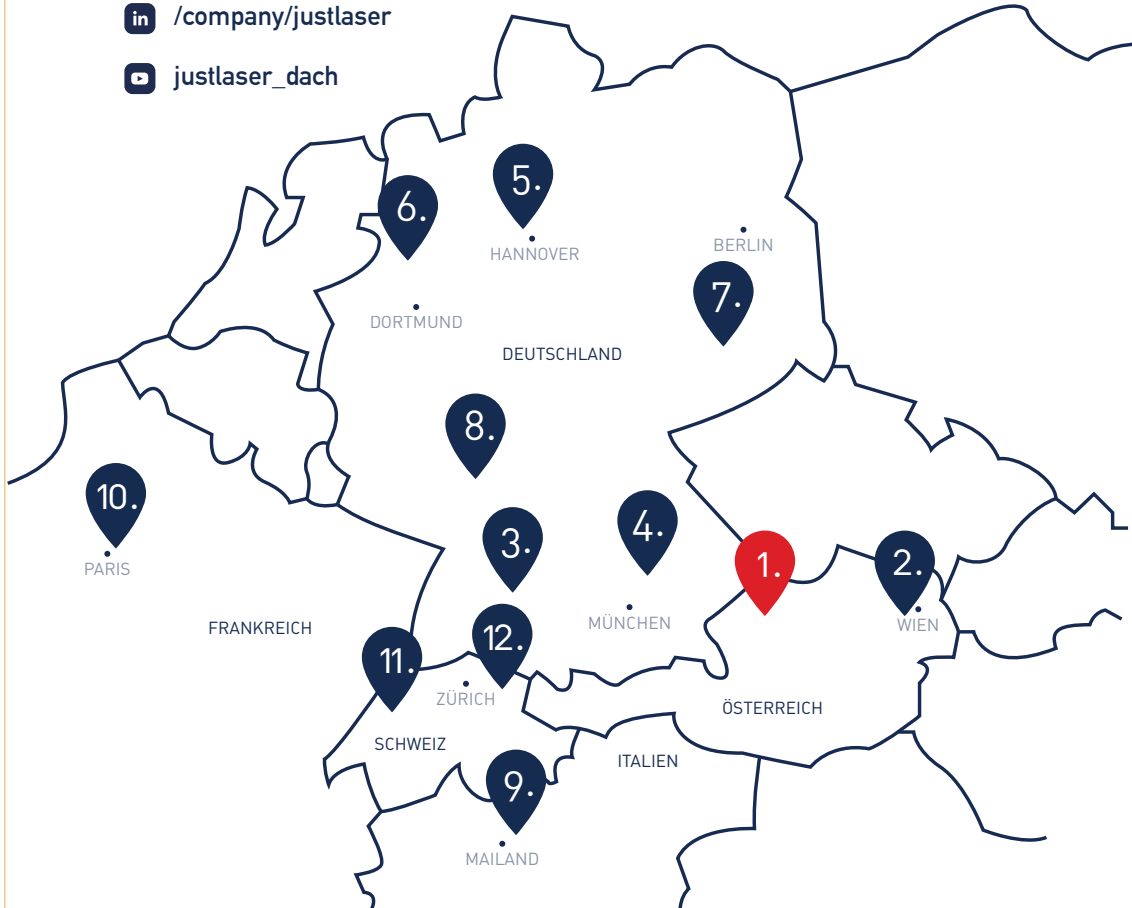 /company/justlaser
justlaser_dach
5.
6.
HANNOVER
BERLIN
7.
DORTMUND
DEUTSCHLAND
8.
10.
4.
3.
1.
2.
PARIS
MÜNCHEN
WIEN
FRANKREICH
12.
11.
ZÜRICH
ÖSTERREICH
SCHWEIZ
ITALIEN
9.
MAILAND